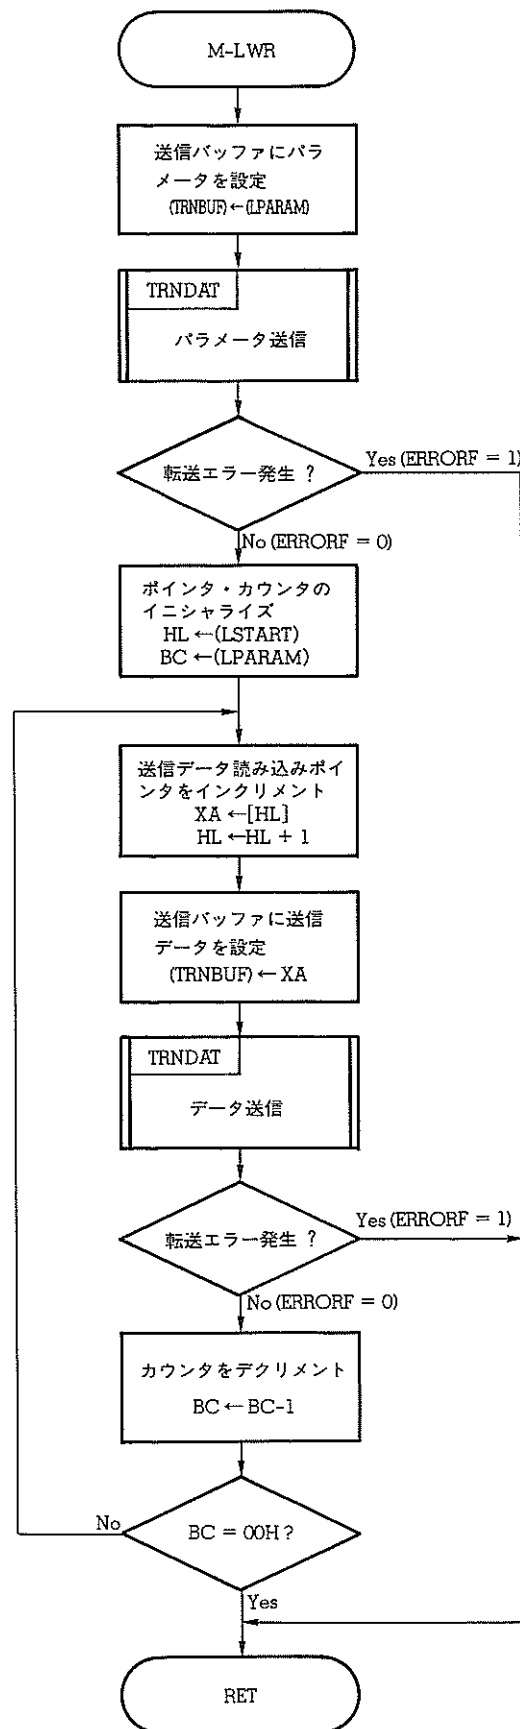 M-LWR
送信バッファにパラ
メータを設定
(TRNBUF)←(LPARAM)
TRNDAT
パラメータ送信
転送エラー発生 ?
Yes (ERRORF = 1)
No (ERRORF = 0)
ポインタ・カウンタの
イニシャライズ
HL ←(LSTART)
BC ←(LPARAM)
送信データ読み込みポイ
ンタをインクリメント
XA ←[HL]
HL ←HL + 1
送信バッファに送信
データを設定
(TRNBUF) ← XA
TRNDAT
データ送信
転送エラー発生 ?
Yes (ERRORF = 1)
No (ERRORF = 0)
カウンタをデクリメント
BC ← BC-1
No
BC = 00H ?
Yes
RET